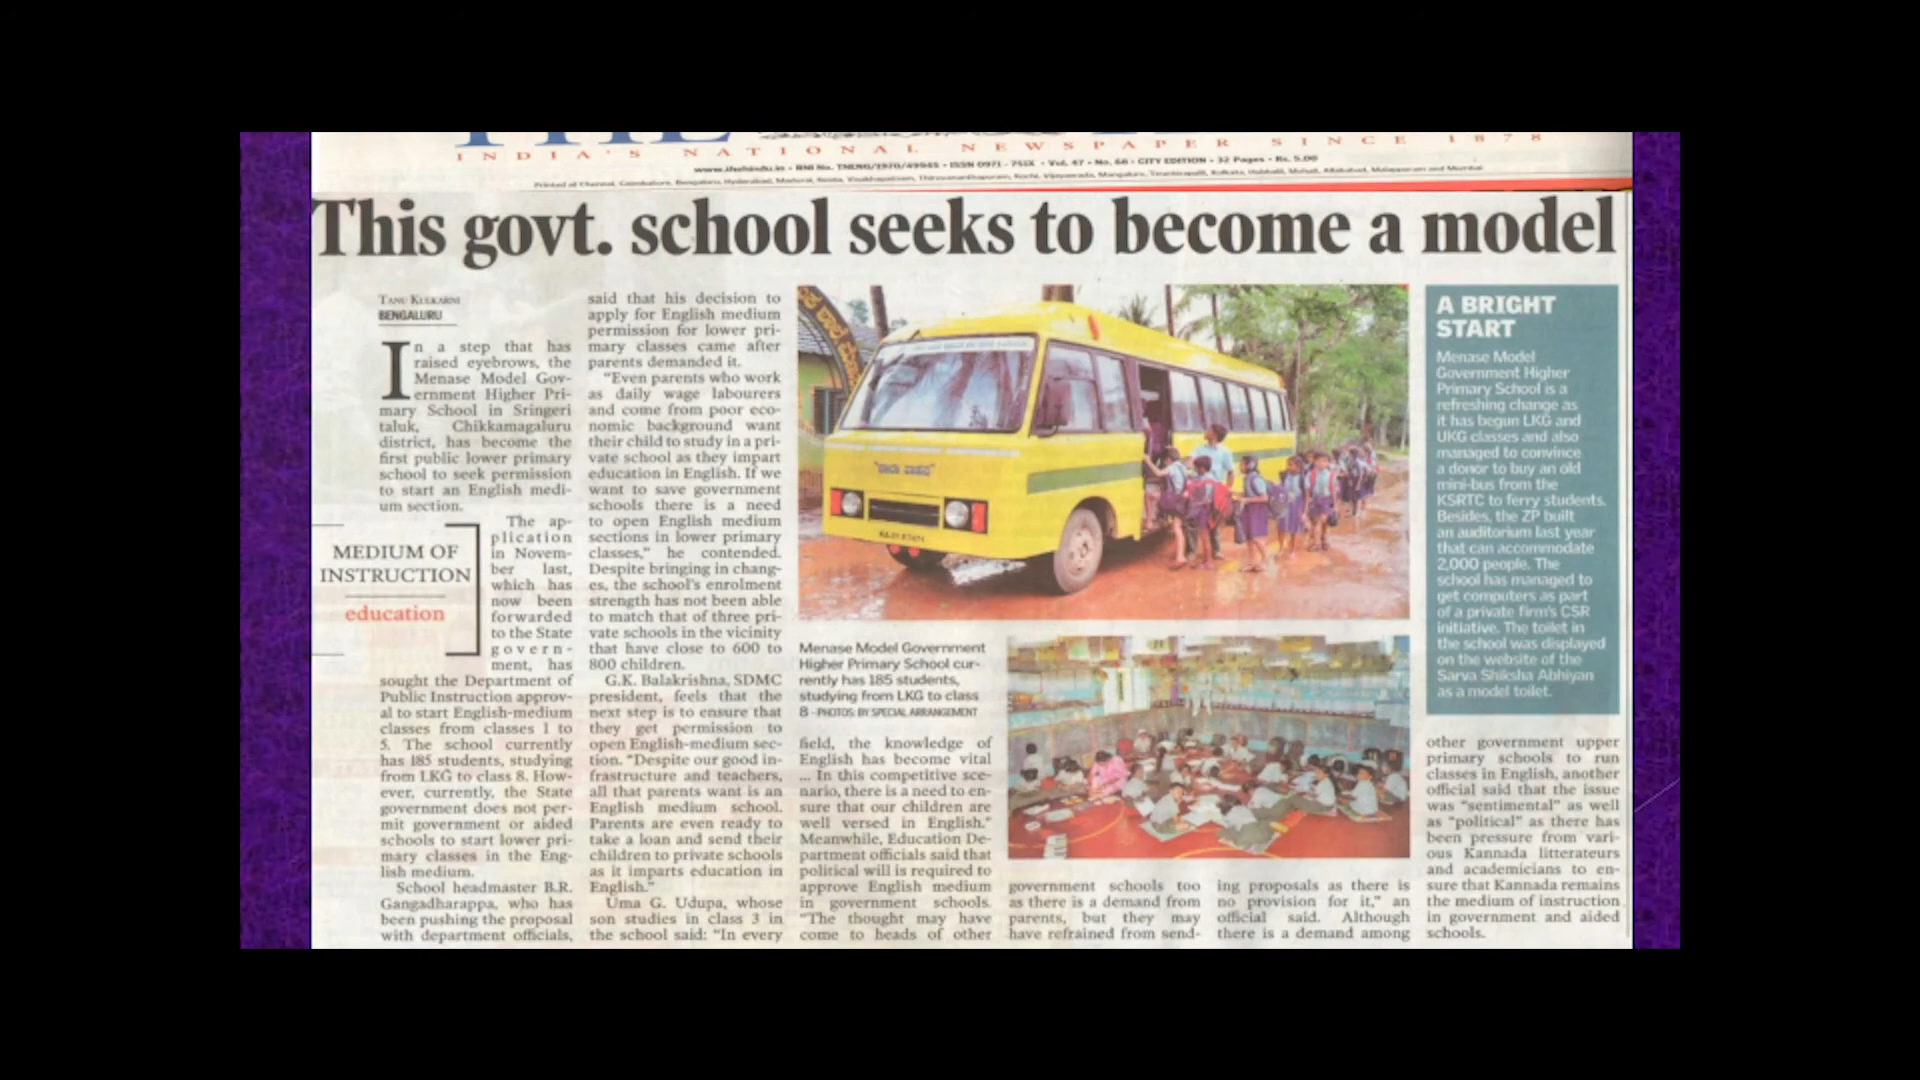 INDIA'S NATIONAL NEWSPAPER SINCE 1878
www.thehindu.in • RNI No. TNENG/1970/49945 • ISSN 0971 - 751X • Vol. 47 • No. 68 • CITY EDITION • 32 Pages • Rs. 5.00
Printed at Chennai, Coimbatore, Bengaluru, Hyderabad, Madurai, Noida, Visakhapatnam, Thiruvananthapuram, Kochi, Vijayawada, Mangaluru, Tiruchirapalli, Kolkata, Hubballi, Mohali, Allahabad, Malappuram and Mumbai
This govt. school seeks to become a model
TANU KULKARNI
BENGALURU
In a step that has
raised eyebrows, the
Menase Model Gov-
ernment Higher Pri-
mary School in Sringeri
taluk, Chikkamagaluru
district, has become the
first public lower primary
school to seek permission
to start an English medi-
um section.
MEDIUM OF
INSTRUCTION
education
The ap-
plication
in Novem-
ber last,
which has
now been
forwarded
to the State
govern-
ment, has
sought the Department of
Public Instruction approv-
al to start English-medium
classes from classes 1 to
5. The school currently
has 185 students, studying
from LKG to class 8. How-
ever, currently, the State
government does not per-
mit government or aided
schools to start lower pri-
mary classes in the Eng-
lish medium.
School headmaster B.R.
Gangadharappa, who has
been pushing the proposal
with department officials,
said that his decision to
apply for English medium
permission for lower pri-
mary classes came after
parents demanded it.
"Even parents who work
as daily wage labourers
and come from poor eco-
nomic background want
their child to study in a pri-
vate school as they impart
education in English. If we
want to save government
schools there is a need
to open English medium
sections in lower primary
classes," he contended.
Despite bringing in chang-
es, the school's enrolment
strength has not been able
to match that of three pri-
vate schools in the vicinity
that have close to 600 to
800 children.
G.K. Balakrishna, SDMC
president, feels that the
next step is to ensure that
they get permission to
open English-medium sec-
tion. "Despite our good in-
frastructure and teachers,
all that parents want is an
English medium school.
Parents are even ready to
take a loan and send their
children to private schools
as it imparts education in
English."
Uma G. Udupa, whose
son studies in class 3 in
the school said: "In every
Menase Model Government
Higher Primary School cur-
rently has 185 students,
studying from LKG to class
8 - PHOTOS: BY SPECIAL ARRANGEMENT
field, the knowledge of
English has become vital
... In this competitive sce-
nario, there is a need to en-
sure that our children are
well versed in English."
Meanwhile, Education De-
partment officials said that
political will is required to
approve English medium
in government schools.
"The thought may have
come to heads of other
government schools too
as there is a demand from
parents, but they may
have refrained from send-
ing proposals as there is
no provision for it," an
official said. Although
there is a demand among
A BRIGHT
START
Menase Model
Government Higher
Primary School is a
refreshing change as
it has begun LKG and
UKG classes and also
managed to convince
a donor to buy an old
mini-bus from the
KSRTC to ferry students.
Besides, the ZP built
an auditorium last year
that can accommodate
2,000 people. The
school has managed to
get computers as part
of a private firm's CSR
initiative. The toilet in
the school was displayed
on the website of the
Sarva Shiksha Abhiyan
as a model toilet.
other government upper
primary schools to run
classes in English, another
official said that the issue
was "sentimental" as well
as "political" as there has
been pressure from vari-
ous Kannada litterateurs
and academicians to en-
sure that Kannada remains
the medium of instruction
in government and aided
schools.